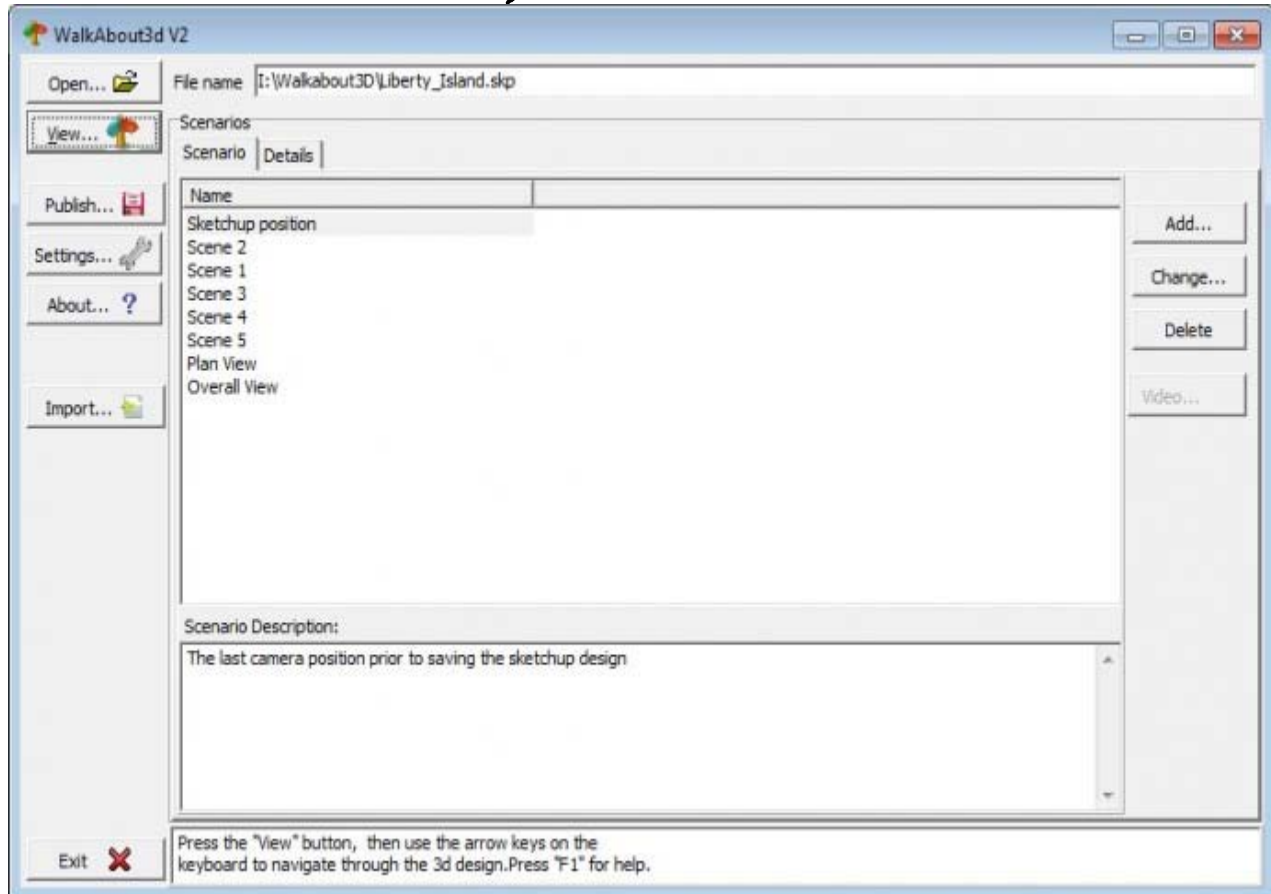 WalkAbout3d V2
Open...
File name I:\Walkabout3D\Liberty_Island.skp
View...
Scenarios
Scenario Details
Publish...
Settings...
About... ?
Import...
Name
Sketchup position
Scene 2
Scene 1
Scene 3
Scene 4
Scene 5
Plan View
Overall View
Add...
Change...
Delete
Video...
Scenario Description:
The last camera position prior to saving the sketchup design
Exit
Press the "View" button, then use the arrow keys on the
keyboard to navigate through the 3d design.Press "F1" for help.